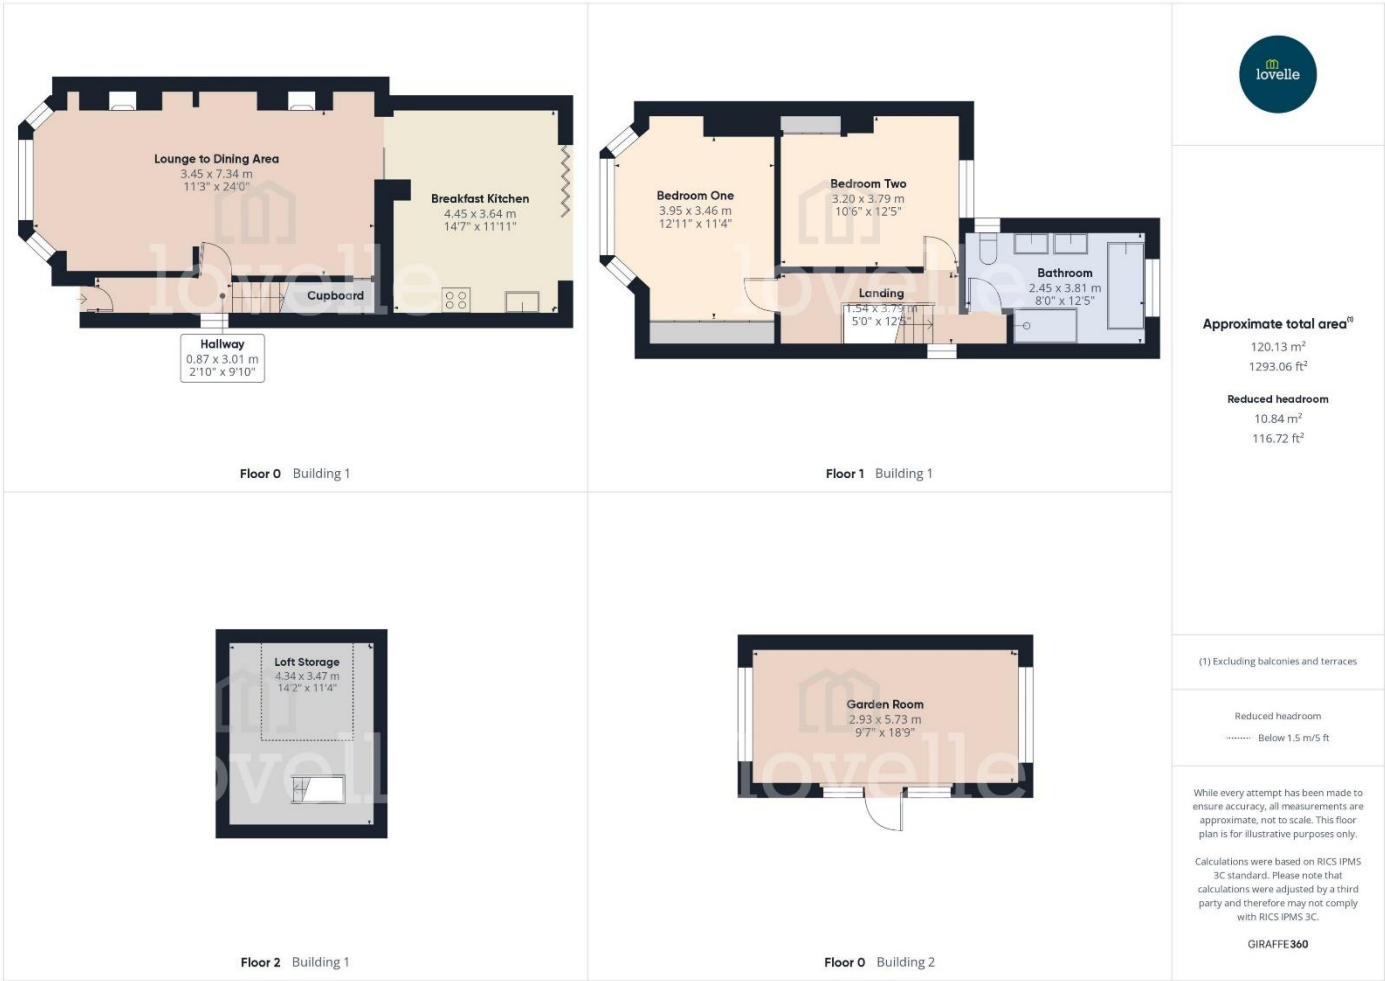 Lounge to Dining Area
3.45 x 7.34 m
11'3" x 24'0"
Breakfast Kitchen
4.45 x 3.64 m
14'7" x 11'11"
Cupboard
Hallway
0.87 x 3.01 m
2'10" x 9'10"
lovelle
Floor 0 Building 1
Bedroom One
3.95 x 3.46 m
12'11" x 11'4"
Bedroom Two
3.20 x 3.79 m
10'6" x 12'5"
Bathroom
2.45 x 3.81 m
8'0" x 12'5"
Landing
1.54 x 3.79 m
5'0" x 12'5"
lovelle
Floor 1 Building 1
Loft Storage
4.34 x 3.47 m
14'2" x 11'4"
lovelle
Floor 2 Building 1
Garden Room
2.93 x 5.73 m
9'7" x 18'9"
lovelle
Floor 0 Building 2
lovelle
Approximate total area(1)
120.13 m²
1293.06 ft²
Reduced headroom
10.84 m²
116.72 ft²
(1) Excluding balconies and terraces
Reduced headroom
Below 1.5 m/5 ft
While every attempt has been made to
ensure accuracy, all measurements are
approximate, not to scale. This floor
plan is for illustrative purposes only.
Calculations were based on RICS IPMS
3C standard. Please note that
calculations were adjusted by a third
party and therefore may not comply
with RICS IPMS 3C.
GIRAFFE360